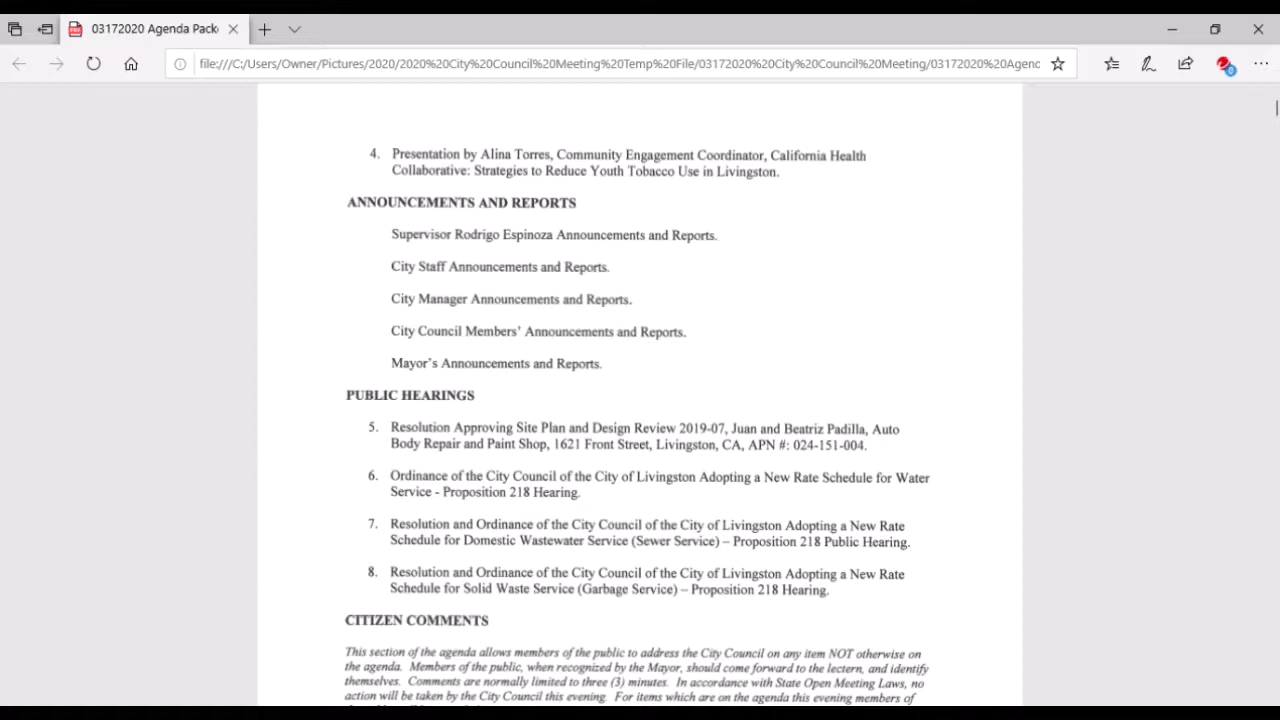 03172020 Agenda Pack
file:///C:/Users/Owner/Pictures/2020/2020%20City%20Council%20Meeting%20Temp%20File/03172020%20City%20Council%20Meeting/03172020%20Agend
4. Presentation by Alina Torres, Community Engagement Coordinator, California Health
Collaborative: Strategies to Reduce Youth Tobacco Use in Livingston.
ANNOUNCEMENTS AND REPORTS
Supervisor Rodrigo Espinoza Announcements and Reports.
City Staff Announcements and Reports.
City Manager Announcements and Reports.
City Council Members' Announcements and Reports.
Mayor's Announcements and Reports.
PUBLIC HEARINGS
5. Resolution Approving Site Plan and Design Review 2019-07, Juan and Beatriz Padilla, Auto
Body Repair and Paint Shop, 1621 Front Street, Livingston, CA, APN #: 024-151-004.
6. Ordinance of the City Council of the City of Livingston Adopting a New Rate Schedule for Water
Service - Proposition 218 Hearing.
7. Resolution and Ordinance of the City Council of the City of Livingston Adopting a New Rate
Schedule for Domestic Wastewater Service (Sewer Service) – Proposition 218 Public Hearing.
8. Resolution and Ordinance of the City Council of the City of Livingston Adopting a New Rate
Schedule for Solid Waste Service (Garbage Service) – Proposition 218 Hearing.
CITIZEN COMMENTS
This section of the agenda allows members of the public to address the City Council on any item NOT otherwise on
the agenda. Members of the public, when recognized by the Mayor, should come forward to the lectern, and identify
themselves. Comments are normally limited to three (3) minutes. In accordance with State Open Meeting Laws, no
action will be taken by the City Council this evening. For items which are on the agenda this evening members of